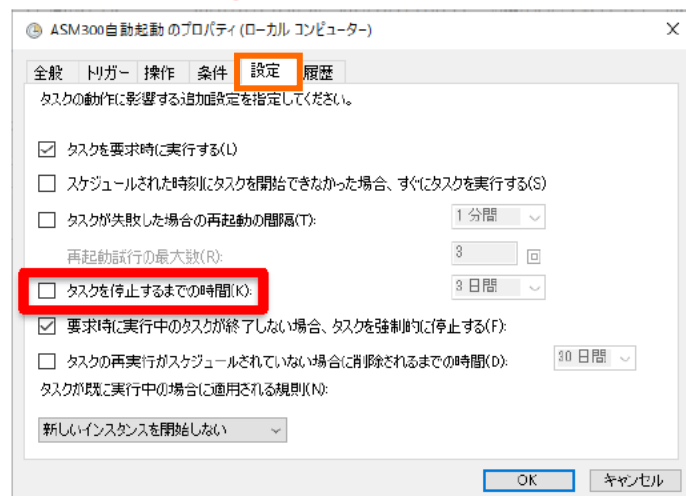 ASM300自動起動 のプロパティ (ローカル コンピューター)
全般 トリガー 操作 条件 設定 履歴
タスクの動作に影響する追加設定を指定してください。
タスクを要求時に実行する(L)
スケジュールされた時刻にタスクを開始できなかった場合、すぐにタスクを実行する(S)
タスクが失敗した場合の再起動の間隔(T): 1 分間
再起動試行の最大数(R): 3 回
タスクを停止するまでの時間(K): 3 日間
要求時に実行中のタスクが終了しない場合、タスクを強制的に停止する(F):
タスクの再実行がスケジュールされていない場合に削除されるまでの時間(D): 30 日間
タスクが既に実行中の場合に適用される規則(N):
新しいインスタンスを開始しない
OK キャンセル